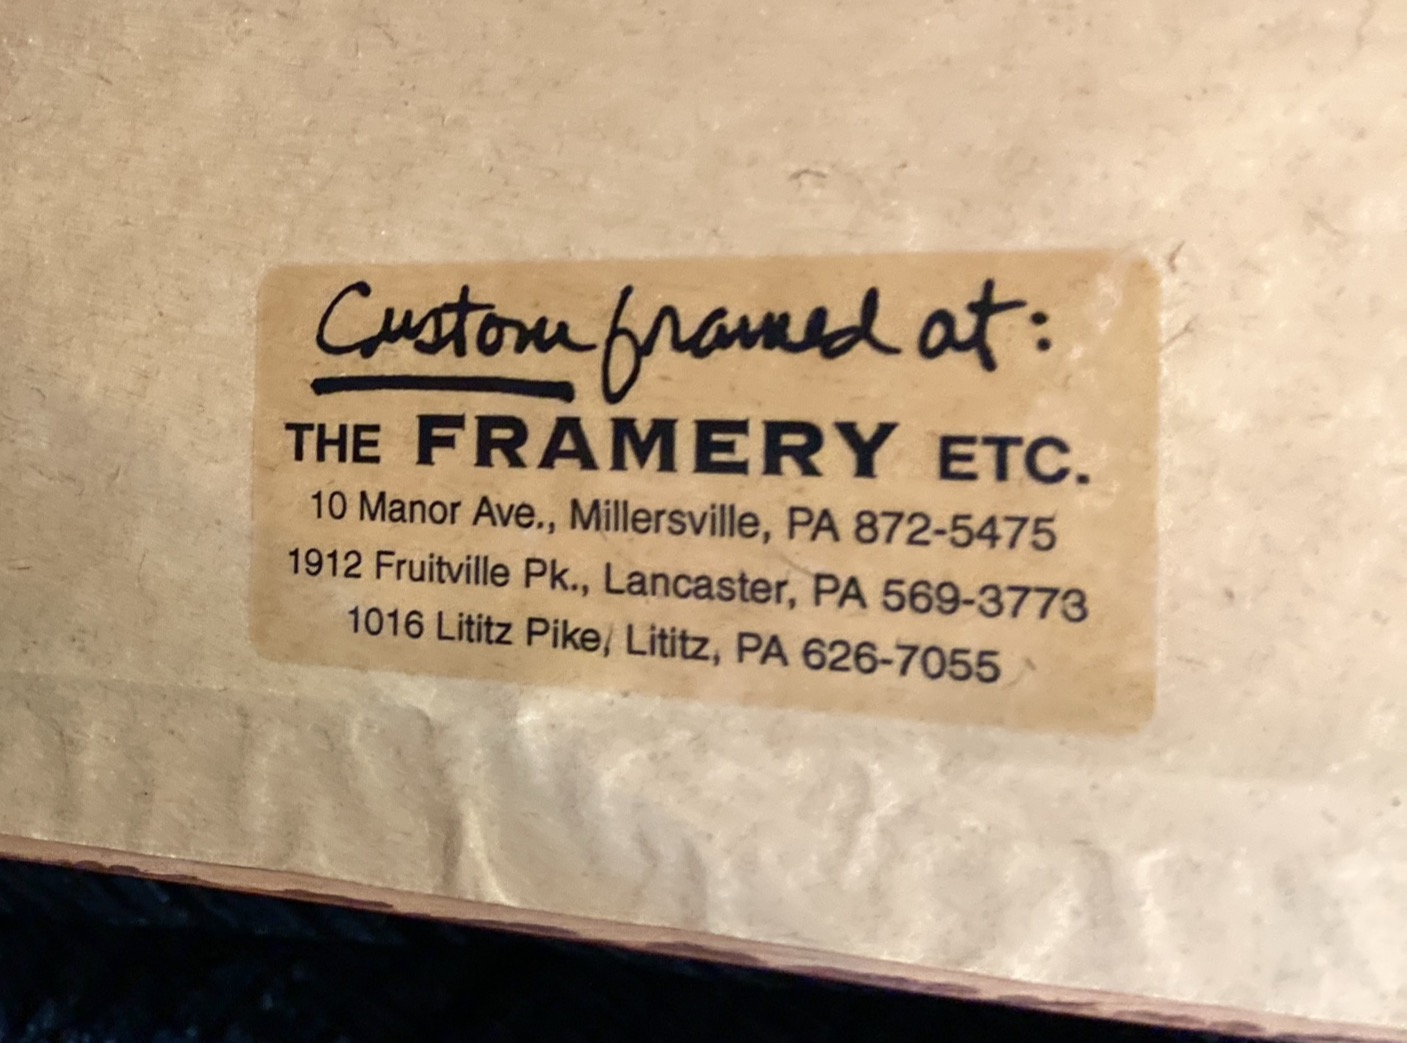 Custom framed at:
THE FRAMERY ETC.
10 Manor Ave., Millersville, PA 872-5475
1912 Fruitville Pk., Lancaster, PA 569-3773
1016 Lititz Pike, Lititz, PA 626-7055